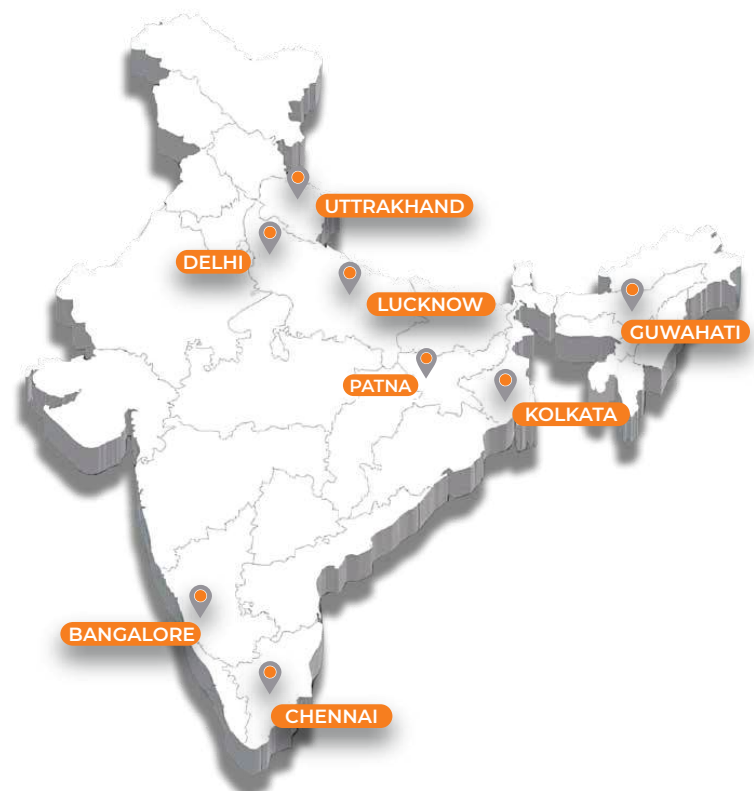 UTTRAKHAND
DELHI
LUCKNOW
GUWAHATI
PATNA
KOLKATA
BANGALORE
CHENNAI